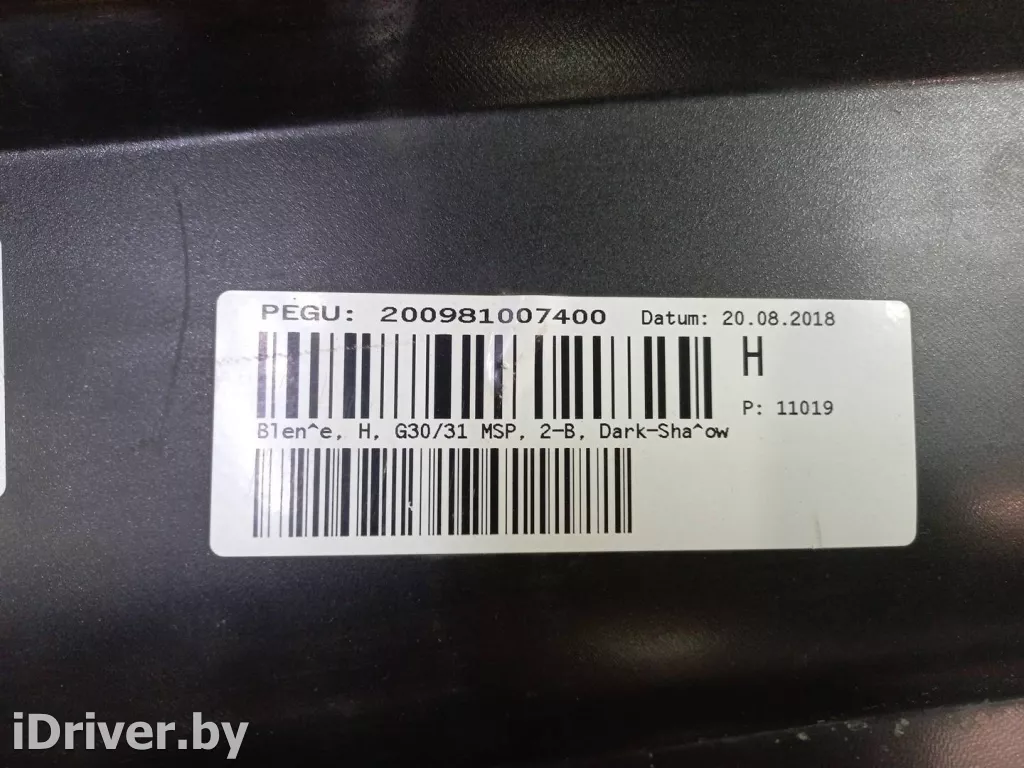 PEGU: 200981007400 Datum: 20.08.2018
H
P: 11019
Blen^e, H, G30/31 MSP, 2-B, Dark-Sha^ow
iDriver.by